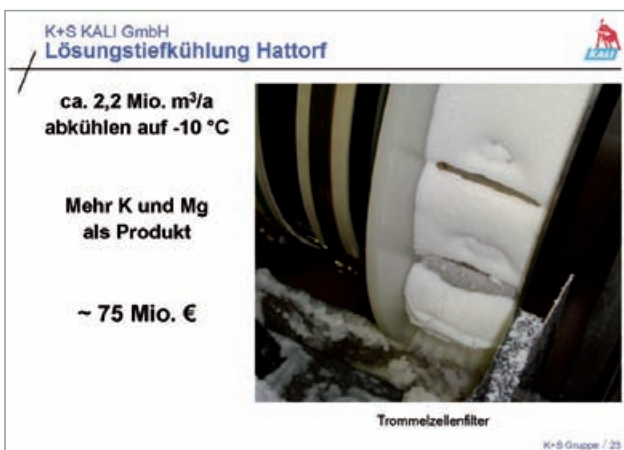 K+S KALI GmbH
Lösungstiefkühlung Hattorf
KALI
ca. 2,2 Mio. m³/a
abkühlen auf -10 °C
Mehr K und Mg
als Produkt
~ 75 Mio. €
Trommelzellenfilter
K+S Gruppe / 23